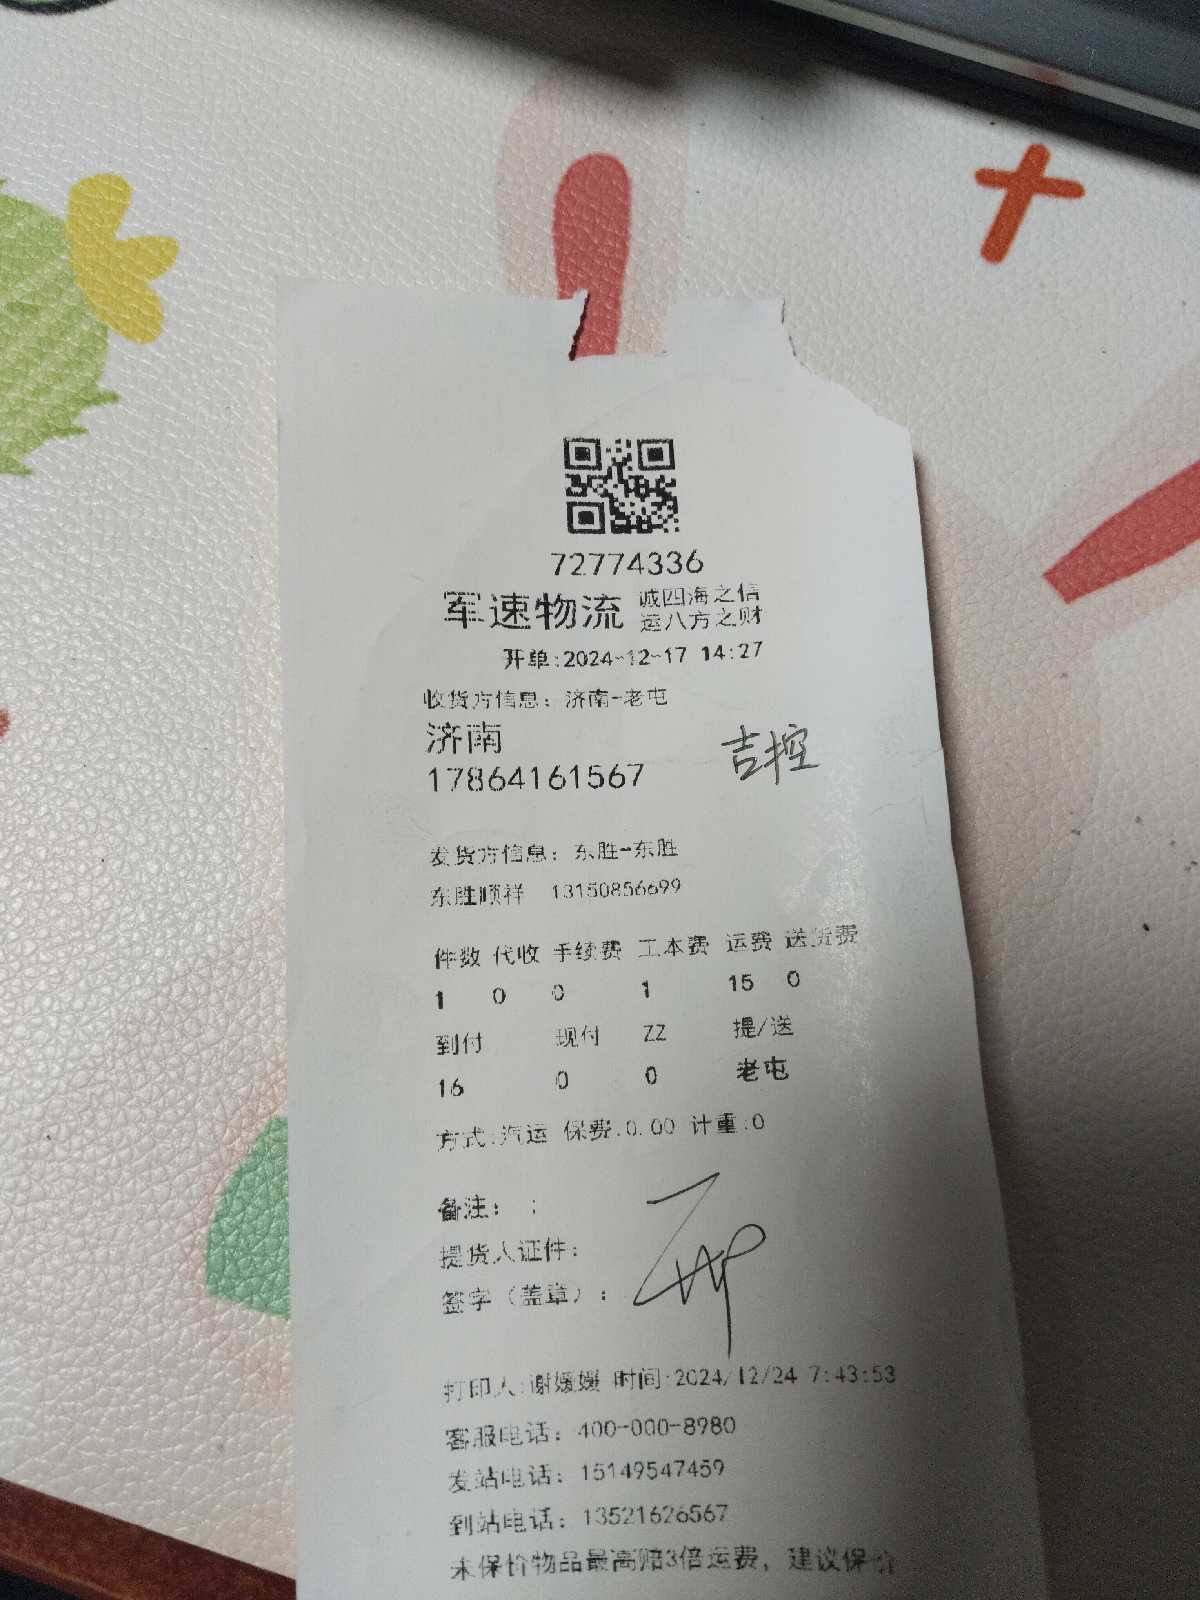 72774336
军速物流 诚四海之信
运八方之财
开单:2024-12-17 14:27
收货方信息: 济南-老屯
济南
17864161567
吉控
发货方信息: 东胜-东胜
东胜顺祥 13150856699
件数 代收 手续费 工本费 运费 送货费
1 0 0 1 15 0
到付 现付 ZZ 提/送
16 0 0 老屯
方式:汽运 保费:0.00 计重:0
备注: ;
提货人证件:
签字（盖章）:
打印人:谢媛媛 时间:2024/12/24 7:43:53
客服电话: 400-000-8980
发站电话: 15149547459
到站电话: 13521626567
未保价物品最高赔3倍运费, 建议保价